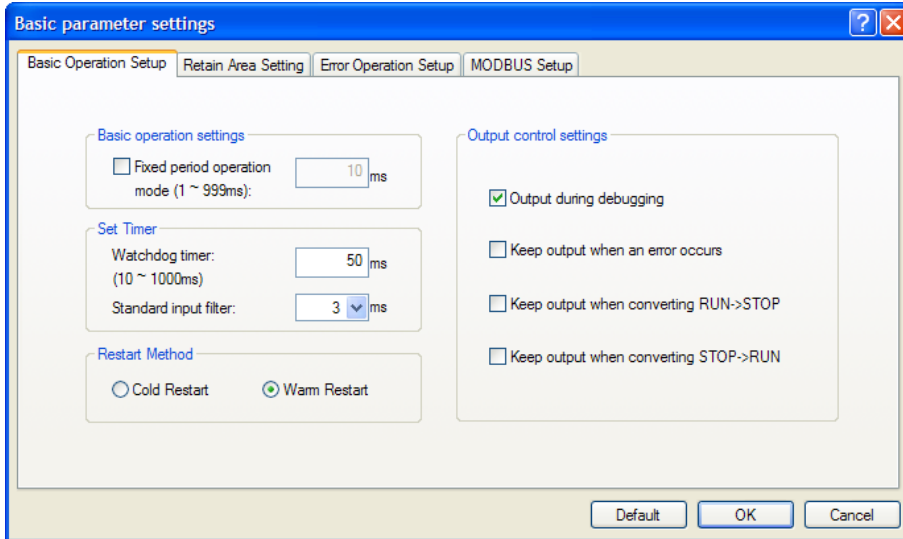 Basic parameter settings
Basic Operation Setup
Retain Area Setting
Error Operation Setup
MODBUS Setup
Basic operation settings
Fixed period operation
mode (1 ~ 999ms):
10 ms
Set Timer
Watchdog timer:
(10 ~ 1000ms)
50 ms
Standard input filter:
3 ms
Restart Method
Cold Restart
Warm Restart
Output control settings
Output during debugging
Keep output when an error occurs
Keep output when converting RUN->STOP
Keep output when converting STOP->RUN
Default
OK
Cancel